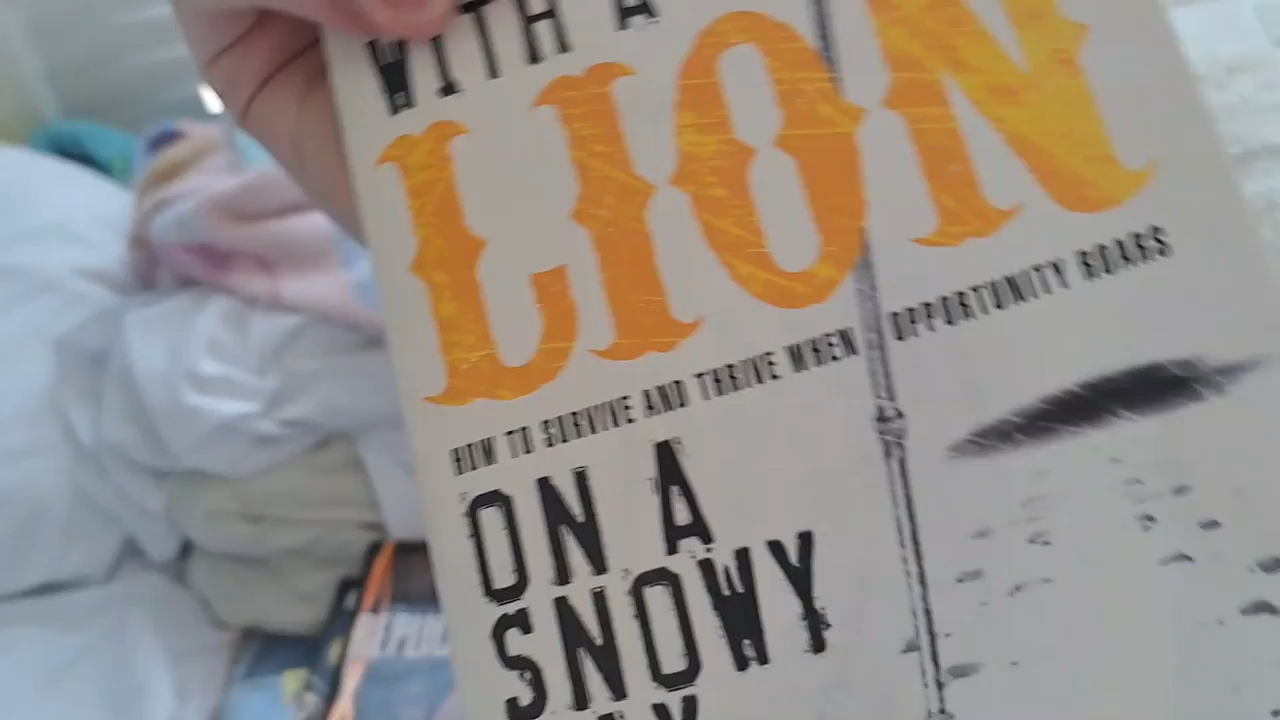 WITH A
LION
HOW TO SURVIVE AND THRIVE WHEN OPPORTUNITY ROARS
ON A
SNOWY